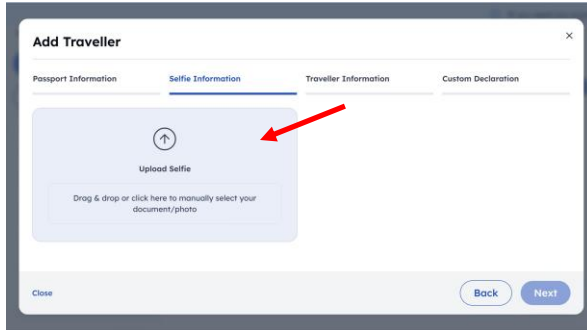 Add Traveller
×
Passport Information
Selfie Information
Traveller Information
Custom Declaration
Upload Selfie
Drag & drop or click here to manually select your
document/photo
Close
Back
Next